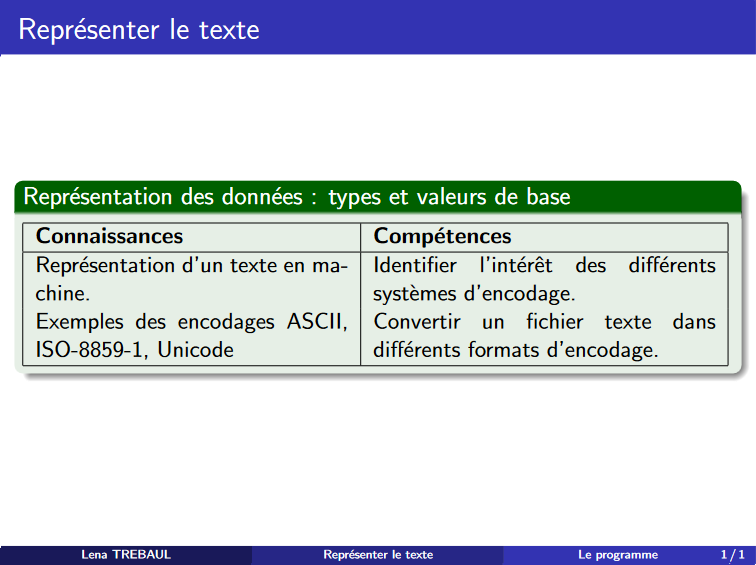 Représenter le texte
Représentation des données : types et valeurs de base
Connaissances
Compétences
Représentation d'un texte en ma-
chine.
Exemples des encodages ASCII,
ISO-8859-1, Unicode
Identifier l'intérêt des différents
systèmes d'encodage.
Convertir un fichier texte dans
différents formats d'encodage.
Lena TREBAUL
Représenter le texte
Le programme
1 / 1